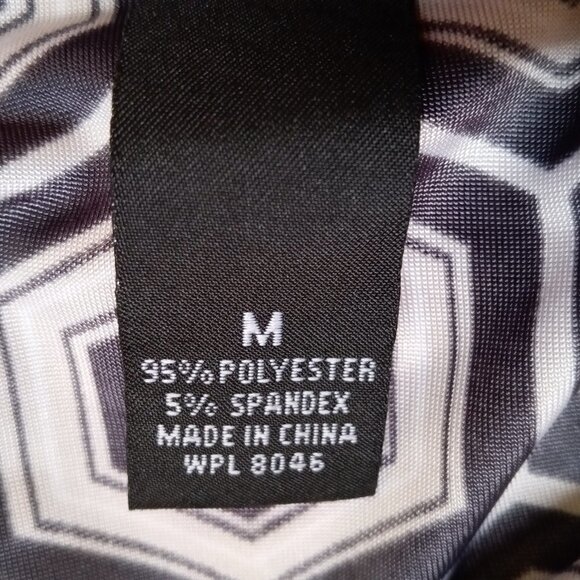 M
95% POLYESTER
5% SPANDEX
MADE IN CHINA
WPL 8046